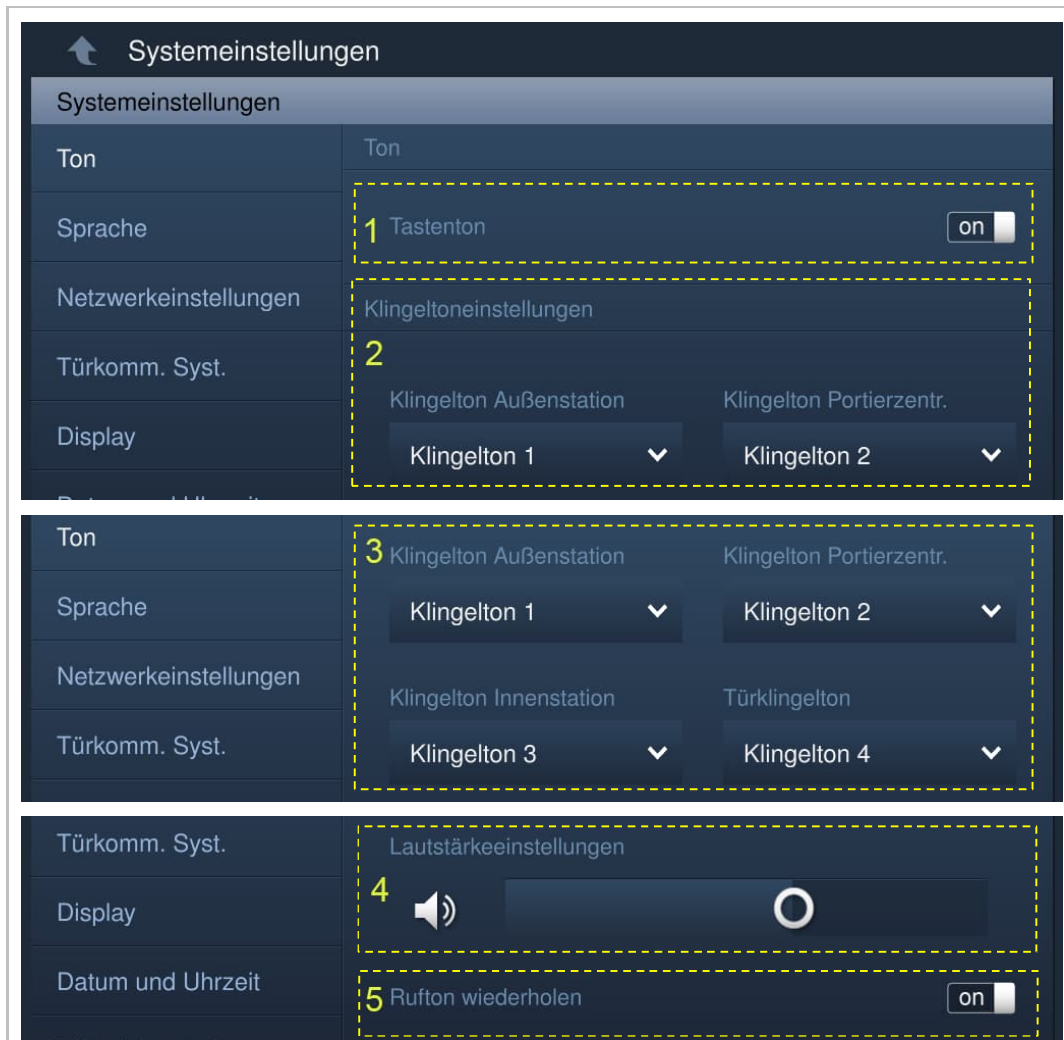 Systemeinstellungen
Systemeinstellungen
Ton
Ton
1 Tastenton on
Sprache
Netzwerkeinstellungen
Klingeltoneinstellungen
2
Türkomm. Syst.
Klingelton Außenstation Klingelton Portierzentr.
Display
Klingelton 1 Klingelton 2
Ton
3 Klingelton Außenstation Klingelton Portierzentr.
Sprache
Klingelton 1 Klingelton 2
Netzwerkeinstellungen
Klingelton Innenstation Türklingelton
Türkomm. Syst.
Klingelton 3 Klingelton 4
Türkomm. Syst.
Lautstärkeeinstellungen
4
Display
Datum und Uhrzeit
5 Rufton wiederholen on